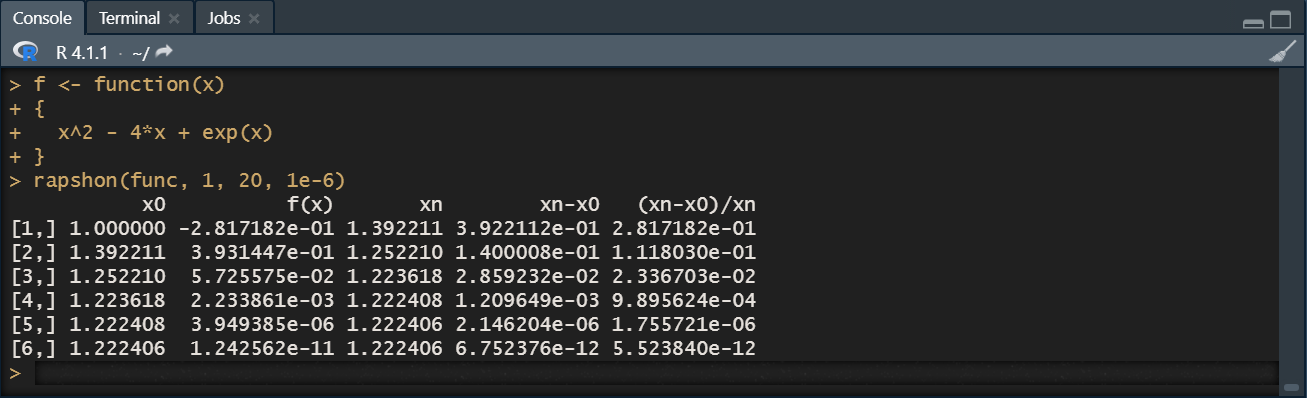 Console Terminal × Jobs ×
R R 4.1.1 · ~/
> f <- function(x)
+ {
+   x^2 - 4*x + exp(x)
+ }
> rapshon(func, 1, 20, 1e-6)
           x0          f(x)       xn        xn-x0   (xn-x0)/xn
[1,] 1.000000 -2.817182e-01 1.392211 3.922112e-01 2.817182e-01
[2,] 1.392211  3.931447e-01 1.252210 1.400008e-01 1.118030e-01
[3,] 1.252210  5.725575e-02 1.223618 2.859232e-02 2.336703e-02
[4,] 1.223618  2.233861e-03 1.222408 1.209649e-03 9.895624e-04
[5,] 1.222408  3.949385e-06 1.222406 2.146204e-06 1.755721e-06
[6,] 1.222406  1.242562e-11 1.222406 6.752376e-12 5.523840e-12
>